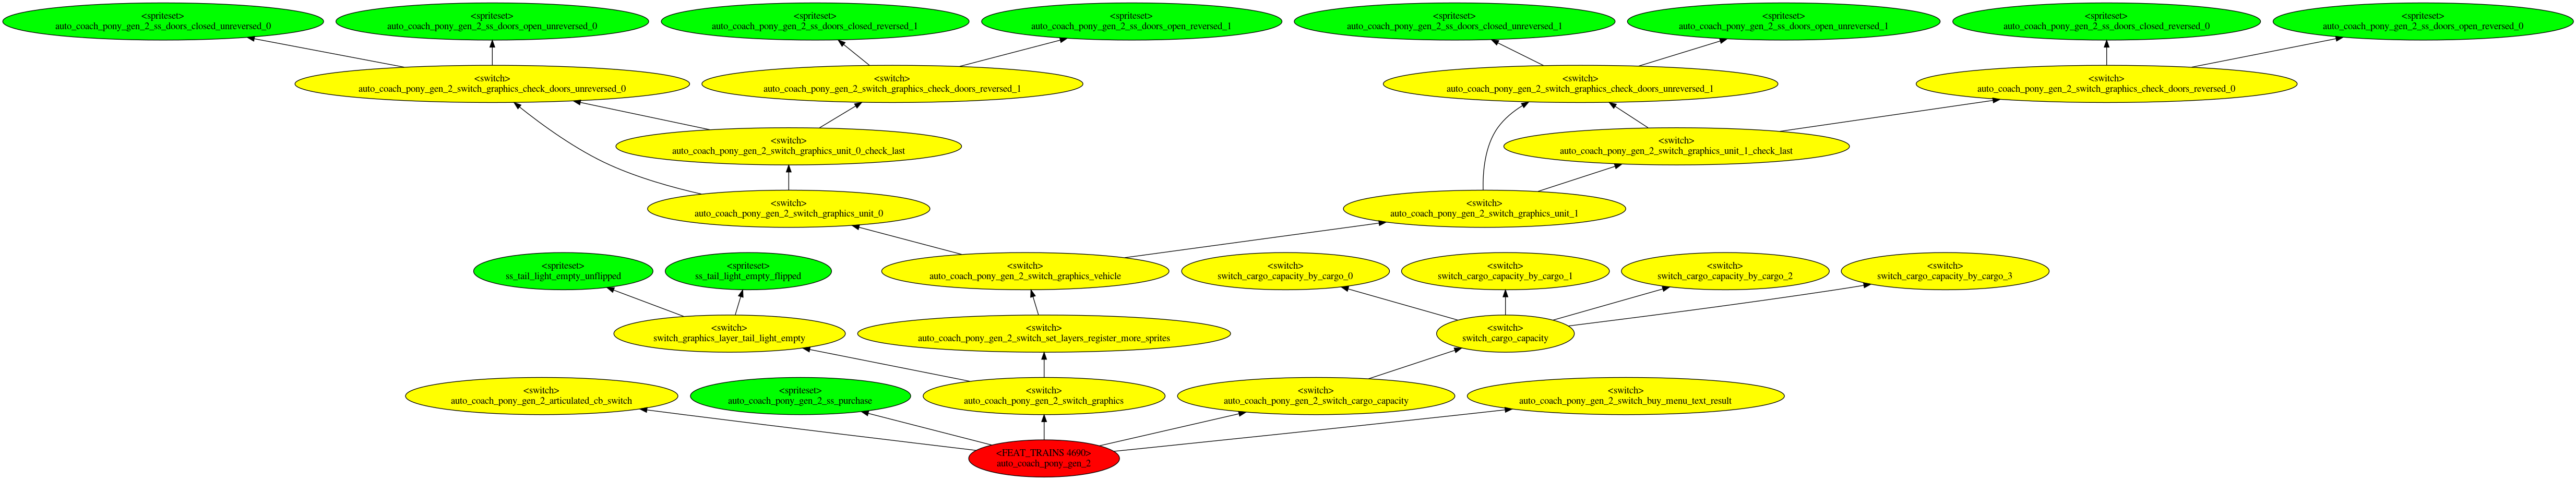 <spriteset>
auto_coach_pony_gen_2_ss_doors_closed_unreversed_0
<spriteset>
auto_coach_pony_gen_2_ss_doors_open_unreversed_0
<spriteset>
auto_coach_pony_gen_2_ss_doors_closed_reversed_1
<spriteset>
auto_coach_pony_gen_2_ss_doors_open_reversed_1
<spriteset>
auto_coach_pony_gen_2_ss_doors_closed_unreversed_1
<spriteset>
auto_coach_pony_gen_2_ss_doors_open_unreversed_1
<spriteset>
auto_coach_pony_gen_2_ss_doors_closed_reversed_0
<spriteset>
auto_coach_pony_gen_2_ss_doors_open_reversed_0
<switch>
auto_coach_pony_gen_2_switch_graphics_check_doors_unreversed_0
<switch>
auto_coach_pony_gen_2_switch_graphics_check_doors_reversed_1
<switch>
auto_coach_pony_gen_2_switch_graphics_check_doors_unreversed_1
<switch>
auto_coach_pony_gen_2_switch_graphics_check_doors_reversed_0
<switch>
auto_coach_pony_gen_2_switch_graphics_unit_0_check_last
<switch>
auto_coach_pony_gen_2_switch_graphics_unit_1_check_last
<switch>
auto_coach_pony_gen_2_switch_graphics_unit_0
<switch>
auto_coach_pony_gen_2_switch_graphics_unit_1
<spriteset>
ss_tail_light_empty_unflipped
<spriteset>
ss_tail_light_empty_flipped
<switch>
auto_coach_pony_gen_2_switch_graphics_vehicle
<switch>
switch_cargo_capacity_by_cargo_0
<switch>
switch_cargo_capacity_by_cargo_1
<switch>
switch_cargo_capacity_by_cargo_2
<switch>
switch_cargo_capacity_by_cargo_3
<switch>
switch_graphics_layer_tail_light_empty
<switch>
auto_coach_pony_gen_2_switch_set_layers_register_more_sprites
<switch>
switch_cargo_capacity
<switch>
auto_coach_pony_gen_2_articulated_cb_switch
<spriteset>
auto_coach_pony_gen_2_ss_purchase
<switch>
auto_coach_pony_gen_2_switch_graphics
<switch>
auto_coach_pony_gen_2_switch_cargo_capacity
<switch>
auto_coach_pony_gen_2_switch_buy_menu_text_result
<FEAT_TRAINS 4690>
auto_coach_pony_gen_2